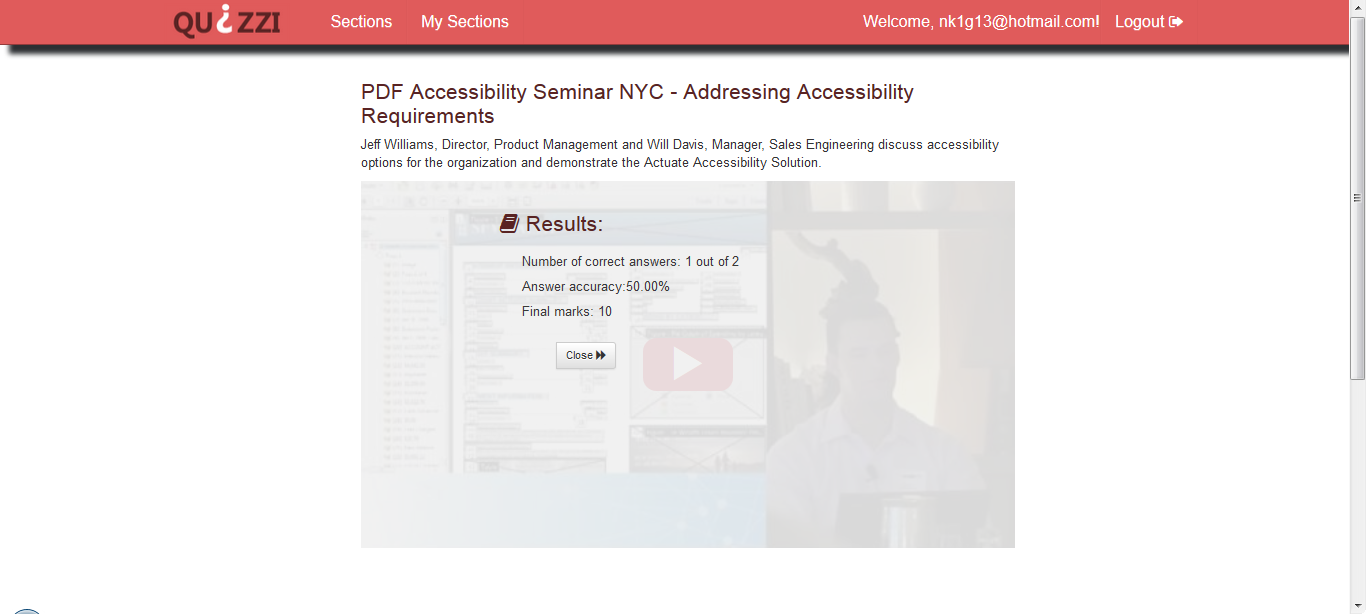 QU¿ZZI Sections My Sections Welcome, nk1g13@hotmail.com! Logout
PDF Accessibility Seminar NYC - Addressing Accessibility
Requirements
Jeff Williams, Director, Product Management and Will Davis, Manager, Sales Engineering discuss accessibility
options for the organization and demonstrate the Actuate Accessibility Solution.
Results:
Number of correct answers: 1 out of 2
Answer accuracy:50.00%
Final marks: 10
Close